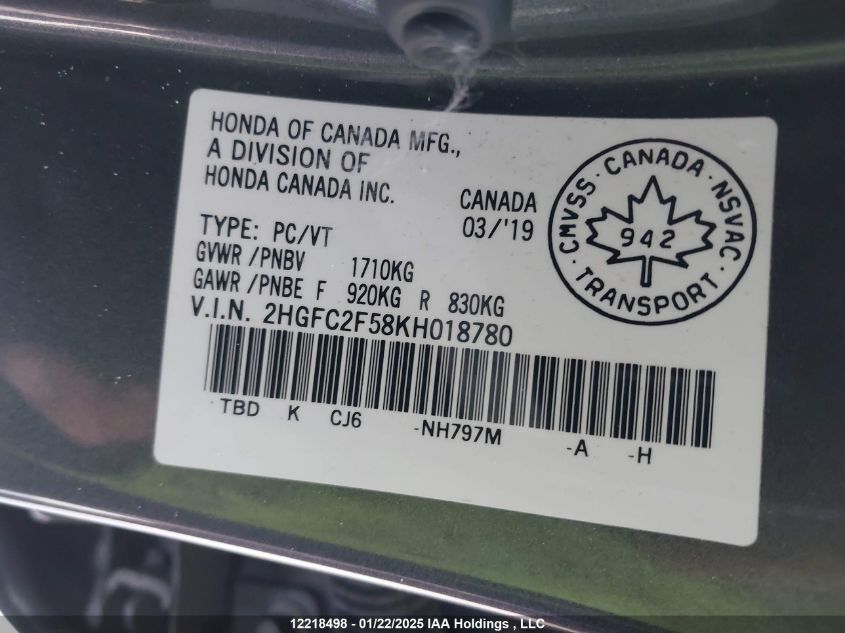 HONDA OF CANADA MFG.,
A DIVISION OF
HONDA CANADA INC.
CANADA
03/'19
TYPE: PC/VT
GVWR /PNBV 1710KG
GAWR /PNBE F 920KG R 830KG
V.I.N. 2HGFC2F58KH018780
TBD K CJ6 -NH797M -A -H
CMVSS · CANADA · NSVAC
942
· TRANSPORT ·
12218498 - 01/22/2025 IAA Holdings , LLC